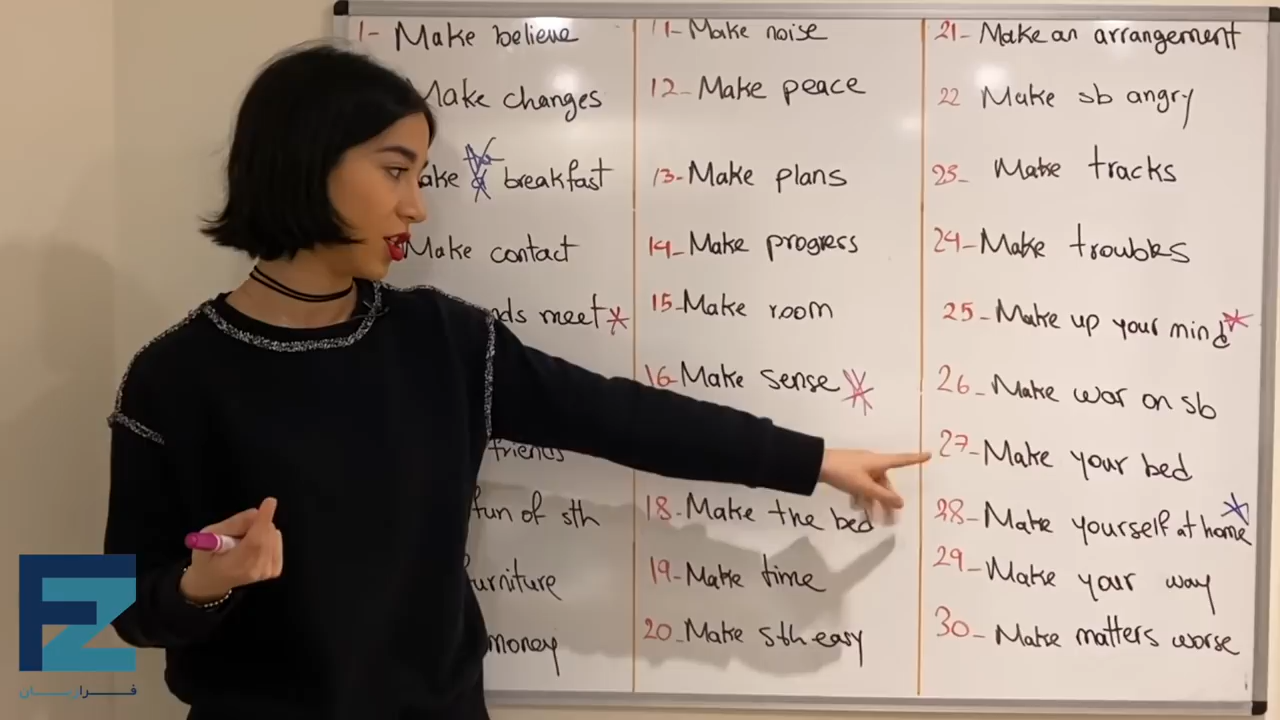 1- Make believe
Make changes
ake breakfast
Make contact
nds meet
friends
fun of sth
urniture
money
11- Make noise
12- Make peace
13- Make plans
14- Make progress
15- Make room
16- Make sense
18- Make the bed
19- Make time
20- Make sth easy
21- Make an arrangement
22 Make sb angry
23- Make tracks
24- Make troubles
25- Make up your mind
26- Make war on sb
27- Make your bed
28- Make yourself at home
29- Make your way
30- Make matters worse
FZ
فرازبان